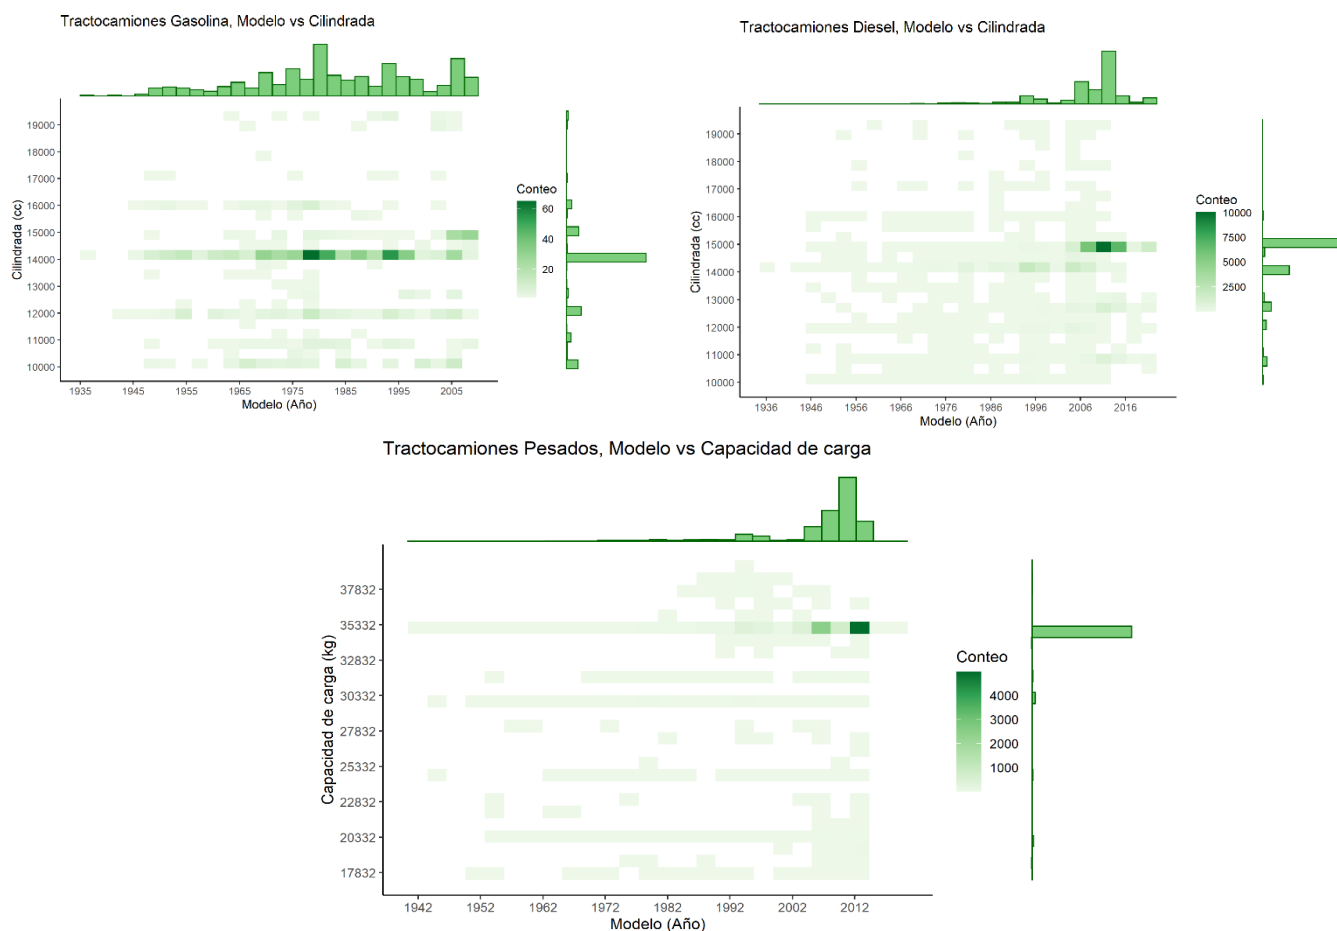 Tractocamiones Gasolina, Modelo vs Cilindrada
Cilindrada (cc)
19000
18000
17000
16000
15000
14000
13000
12000
11000
10000
1935 1945 1955 1965 1975 1985 1995 2005
Modelo (Año)
Conteo
60
40
20
Tractocamiones Diesel, Modelo vs Cilindrada
Cilindrada (cc)
19000
18000
17000
16000
15000
14000
13000
12000
11000
10000
1936 1946 1956 1966 1976 1986 1996 2006 2016
Modelo (Año)
Conteo
10000
7500
5000
2500
Tractocamiones Pesados, Modelo vs Capacidad de carga
Capacidad de carga (kg)
37832
35332
32832
30332
27832
25332
22832
20332
17832
1942 1952 1962 1972 1982 1992 2002 2012
Modelo (Año)
Conteo
4000
3000
2000
1000